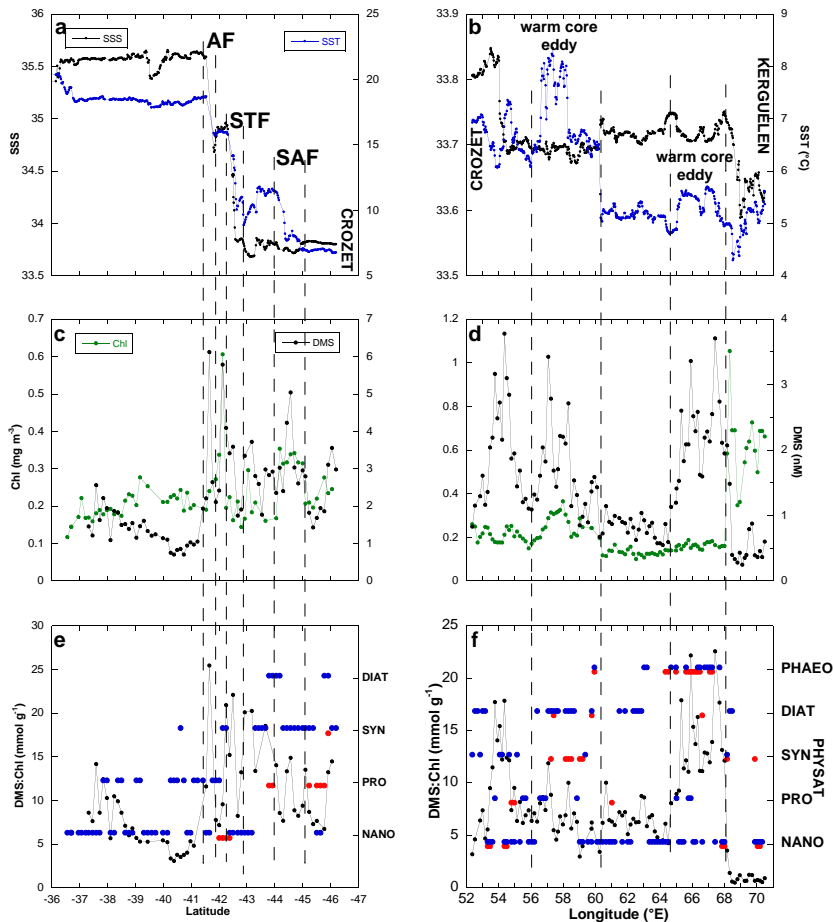 a
SSS
SST
AF
STF
SAF
CROZET
SSS
35.5
35
34.5
34
33.5
25
20
15
10
5
b
warm core
eddy
warm core
eddy
CROZET
KERGUELEN
SST (°C)
33.9
33.8
33.7
33.6
33.5
9
8
7
6
5
4
c
Chl
DMS
Chl (mg m-3)
0.7
0.6
0.5
0.4
0.3
0.2
0.1
0
7
6
5
4
3
2
1
0
d
DMS (nM)
1.2
1
0.8
0.6
0.4
0.2
0
4
3
2
1
0
e
DMS:Chl (mmol g-1)
30
25
20
15
10
5
0
DIAT
SYN
PRO
NANO
-36 -37 -38 -39 -40 -41 -42 -43 -44 -45 -46 -47
Latitude
f
DMS:Chl (mmol g-1)
25
20
15
10
5
0
PHAEO
DIAT
SYN
PRO
NANO
PHYSAT
52 54 56 58 60 62 64 66 68 70
Longitude (°E)